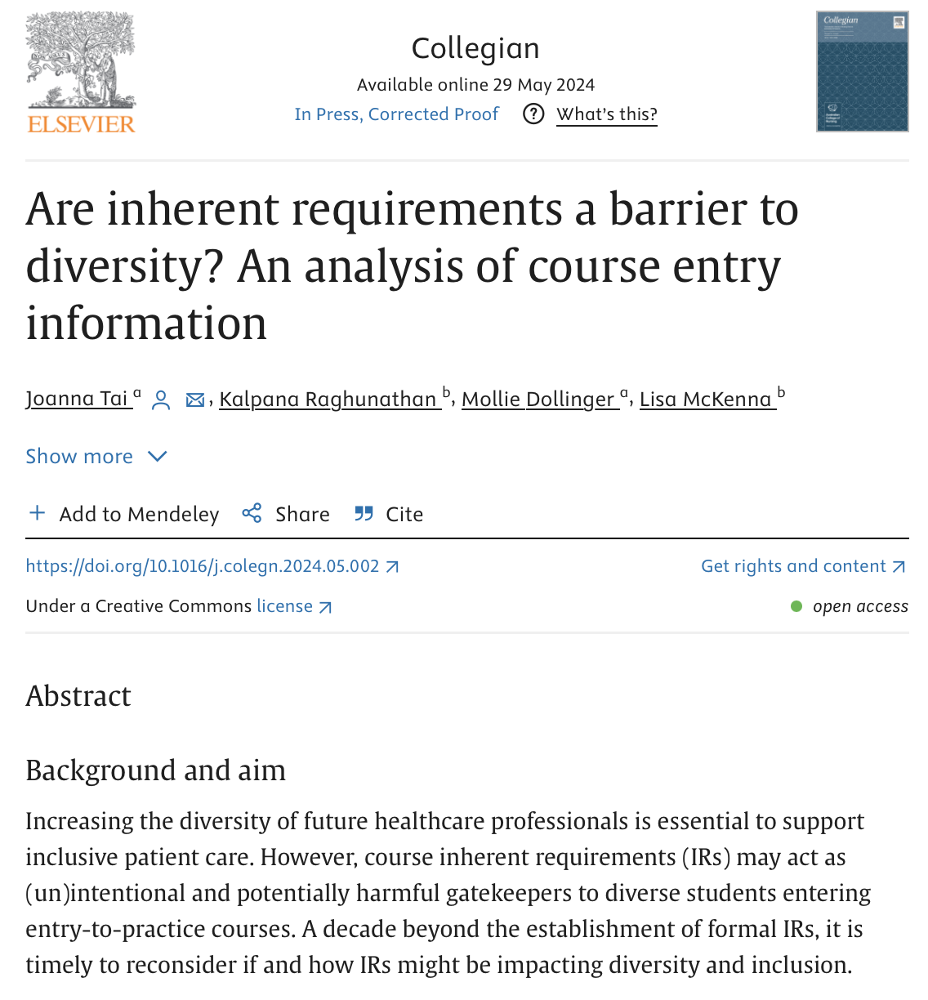 ELSEVIER
Collegian
Available online 29 May 2024
In Press, Corrected Proof What's this?
Collegian
Are inherent requirements a barrier to
diversity? An analysis of course entry
information
Joanna Tai a, Kalpana Raghunathan b, Mollie Dollinger a, Lisa McKenna b
Show more
+ Add to Mendeley Share Cite
https://doi.org/10.1016/j.colegn.2024.05.002 Get rights and content
Under a Creative Commons license open access
Abstract
Background and aim
Increasing the diversity of future healthcare professionals is essential to support
inclusive patient care. However, course inherent requirements (IRs) may act as
(un)intentional and potentially harmful gatekeepers to diverse students entering
entry-to-practice courses. A decade beyond the establishment of formal IRs, it is
timely to reconsider if and how IRs might be impacting diversity and inclusion.